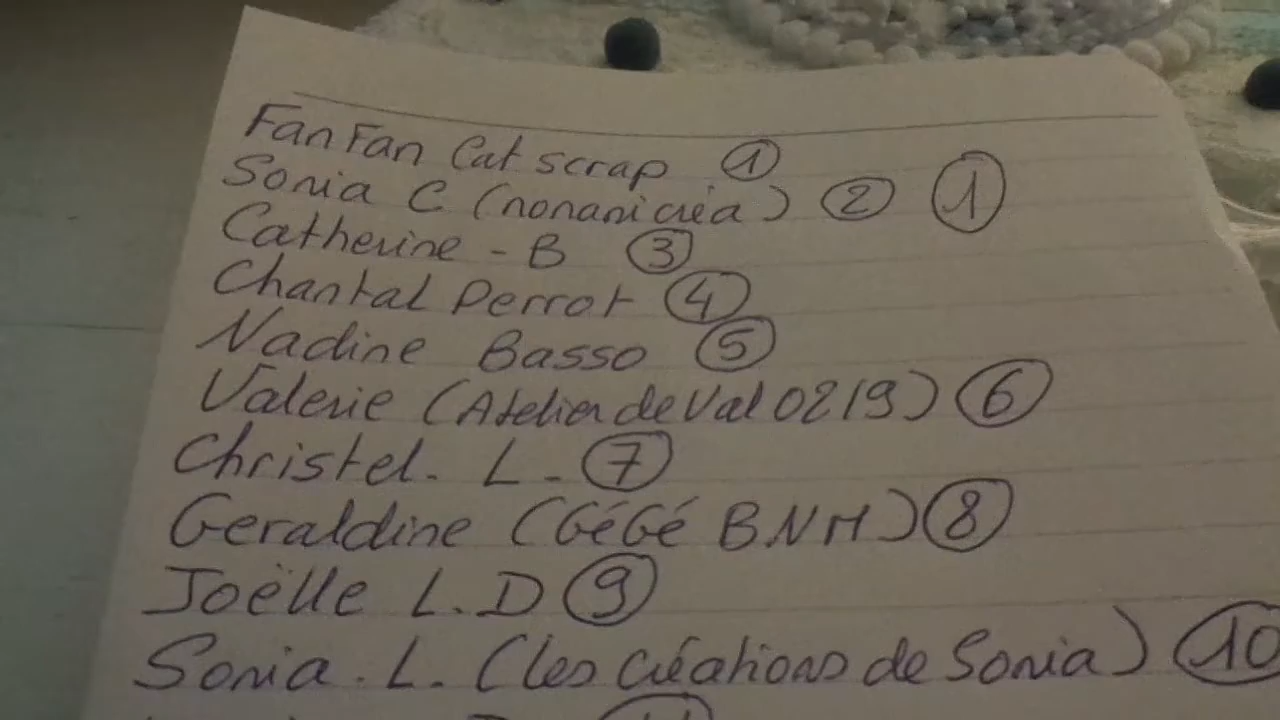 FanFan Cat scrap 1
Sonia C (nonanicréa) 2 1
Catherine - B 3
Chantal Perrot 4
Nadine Basso 5
Valerie (Atelier de Val 0219) 6
Christel. L. 7
Geraldine (GéGé B.N.H) 8
Joëlle L.D 9
Sonia. L. (les créations de Sonia) 10